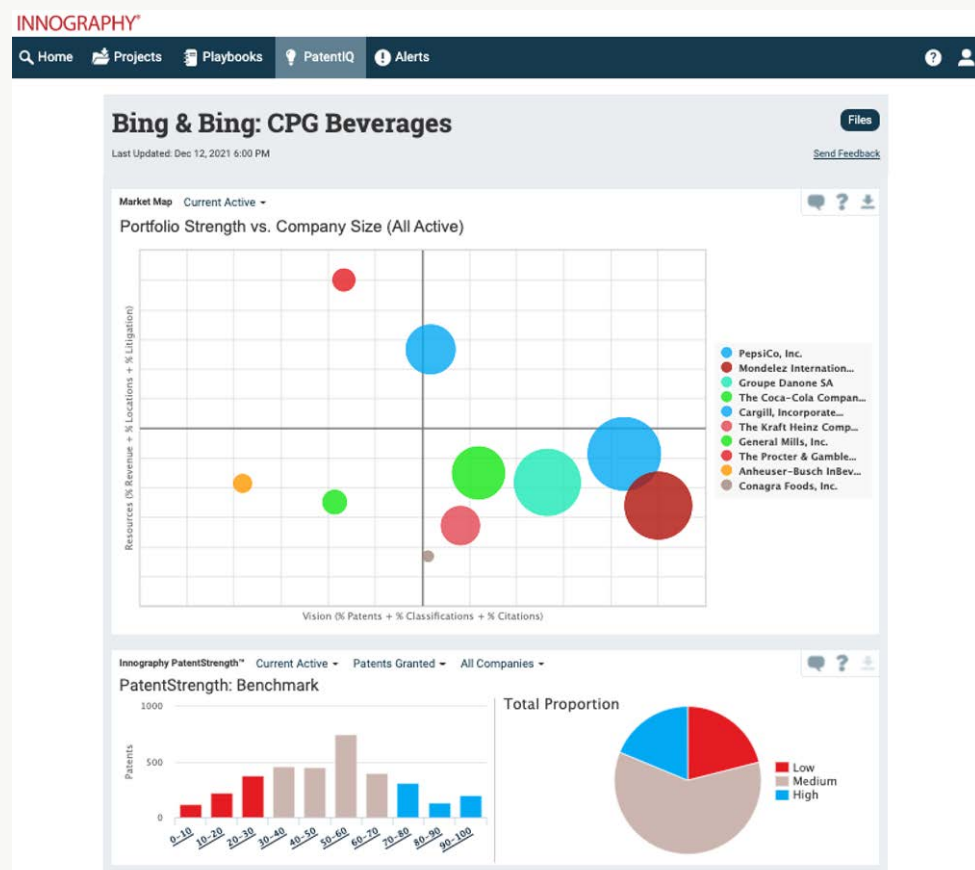 INNOGRAPHY®
Home Projects Playbooks PatentIQ Alerts
Bing & Bing: CPG Beverages
Files
Last Updated: Dec 12, 2021 6:00 PM
Send Feedback
Market Map Current Active
Portfolio Strength vs. Company Size (All Active)
Resources (% Revenue + % Locations + % Litigation)
Vision (% Patents + % Classifications + % Citations)
PepsiCo, Inc.
Mondelez Internation...
Groupe Danone SA
The Coca-Cola Compan...
Cargill, Incorporate...
The Kraft Heinz Comp...
General Mills, Inc.
The Procter & Gamble...
Anheuser-Busch InBev...
Conagra Foods, Inc.
Innography PatentStrength™ Current Active Patents Granted All Companies
PatentStrength: Benchmark
1000
500
0
Patents
0-10
10-20
20-30
30-40
40-50
50-60
60-70
70-80
80-90
90-100
Total Proportion
Low
Medium
High